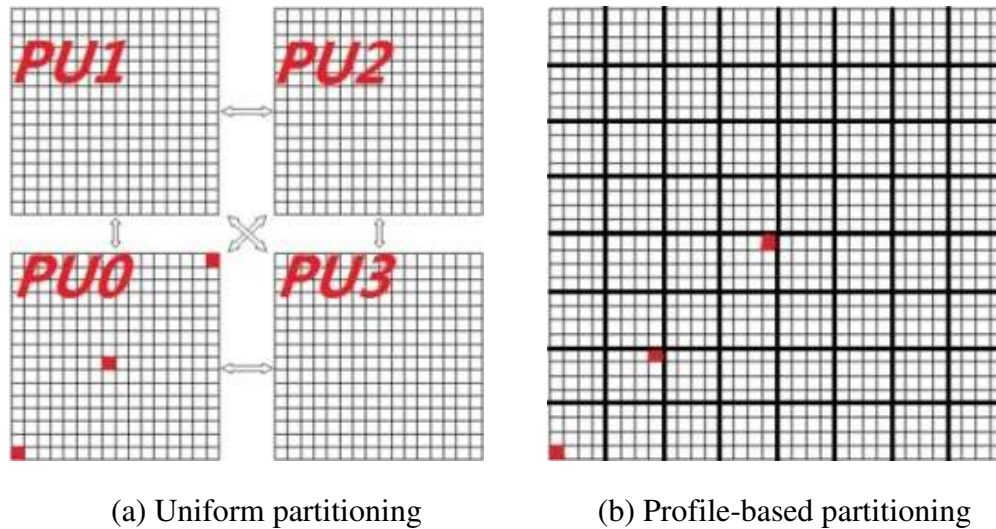 PU1 PU2
PU0 PU3
(a) Uniform partitioning
(b) Profile-based partitioning